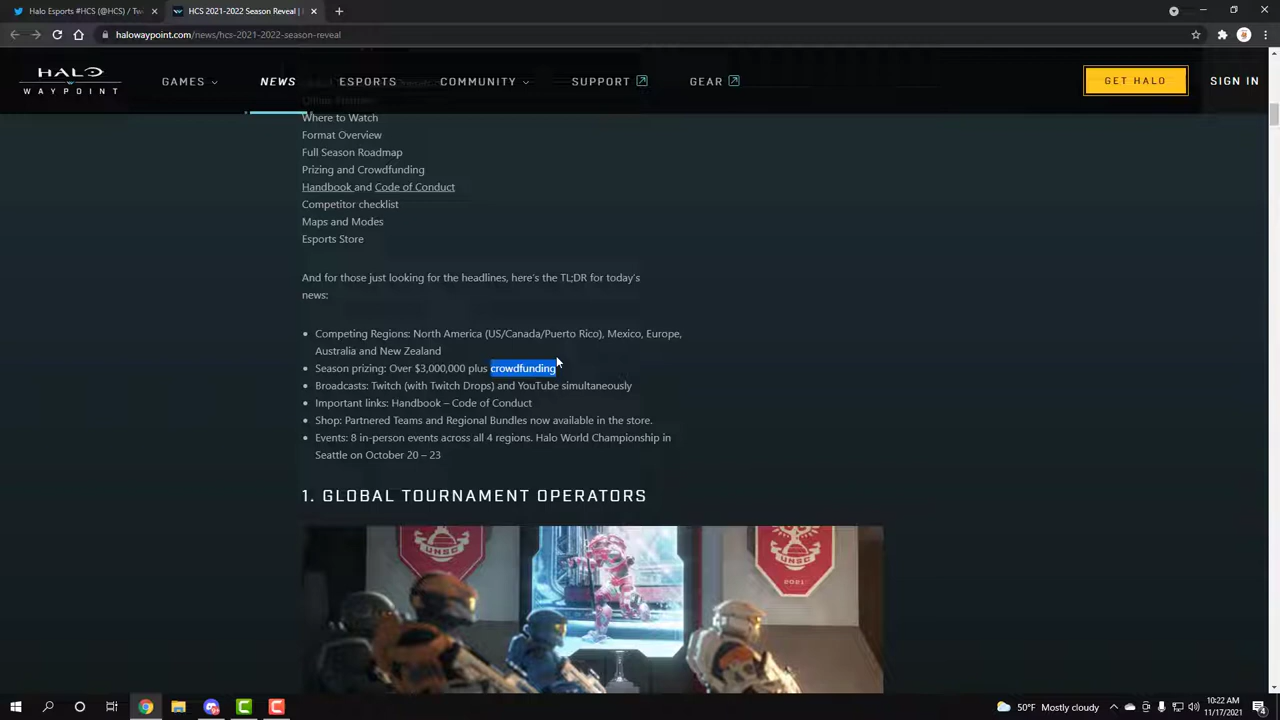 Halo Esports #HCS (@HCS) / Tw
HCS 2021-2022 Season Reveal |
halowaypoint.com/news/hcs-2021-2022-season-reveal
HALO
WAYPOINT
GAMES
NEWS
ESPORTS
COMMUNITY
SUPPORT
GEAR
GET HALO
SIGN IN
Where to Watch
Format Overview
Full Season Roadmap
Prizing and Crowdfunding
Handbook and Code of Conduct
Competitor checklist
Maps and Modes
Esports Store
And for those just looking for the headlines, here's the TL;DR for today's
news:
Competing Regions: North America (US/Canada/Puerto Rico), Mexico, Europe,
Australia and New Zealand
Season prizing: Over $3,000,000 plus crowdfunding
Broadcasts: Twitch (with Twitch Drops) and YouTube simultaneously
Important links: Handbook – Code of Conduct
Shop: Partnered Teams and Regional Bundles now available in the store.
Events: 8 in-person events across all 4 regions. Halo World Championship in
Seattle on October 20 – 23
1. GLOBAL TOURNAMENT OPERATORS
UNSC
UNSC
2021
50°F Mostly cloudy
10:22 AM
11/17/2021